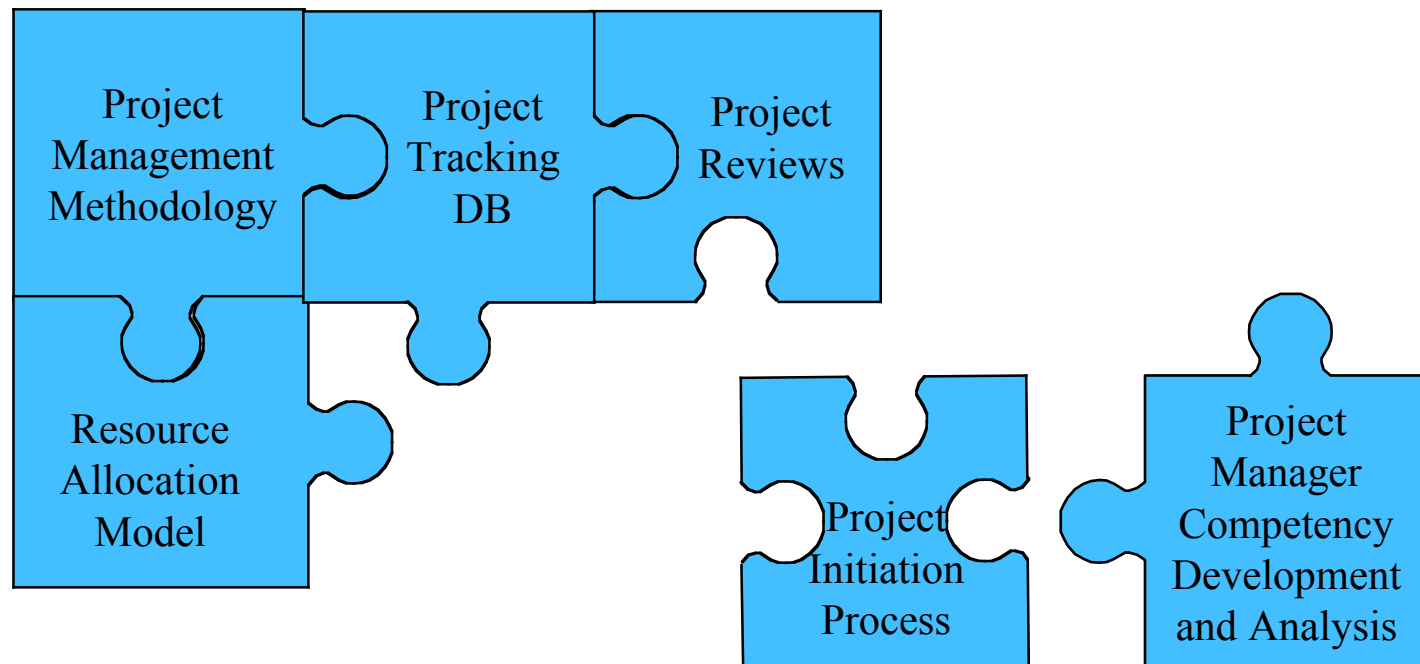 Project
Management
Methodology
Project
Tracking
DB
Project
Reviews
Resource
Allocation
Model
Project
Initiation
Process
Project
Manager
Competency
Development
and Analysis